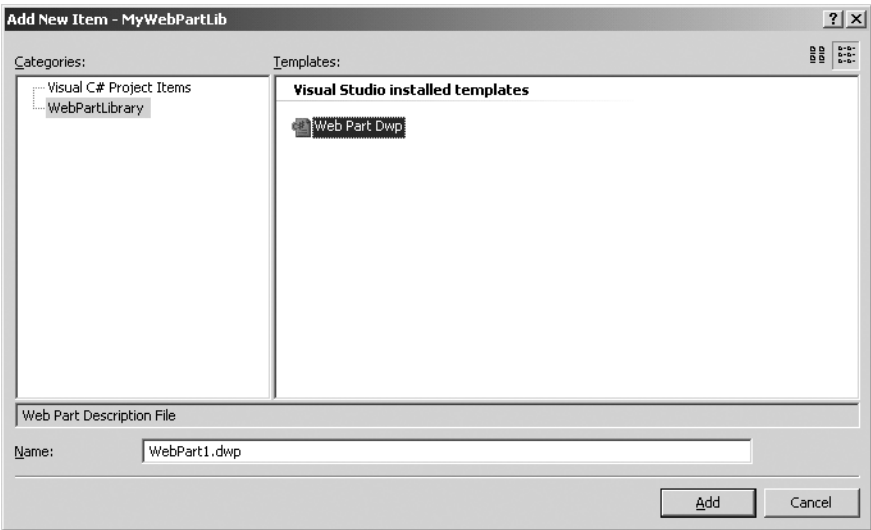 Add New Item - MyWebPartLib
Categories:
Templates:
Visual C# Project Items
WebPartLibrary
Visual Studio installed templates
Web Part Dwp
Web Part Description File
Name:
WebPart1.dwp
Add
Cancel